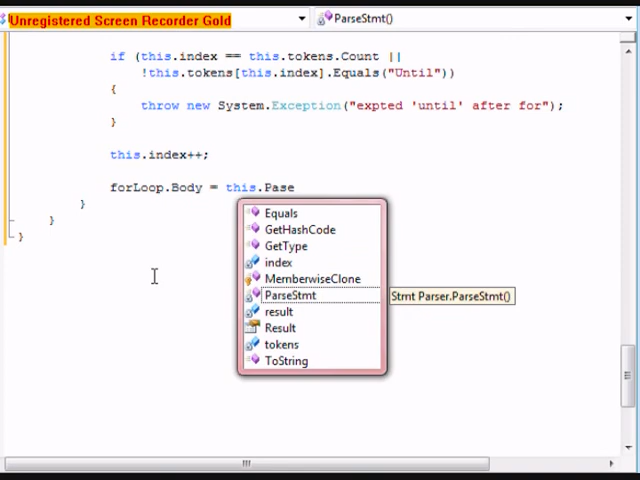 Unregistered Screen Recorder Gold
ParseStmt()
if (this.index == this.tokens.Count ||
!this.tokens[this.index].Equals("Until"))
{
throw new System.Exception("expted 'until' after for");
}
this.index++;
forLoop.Body = this.Pase
}
}
}
Equals
GetHashCode
GetType
index
MemberwiseClone
ParseStmt
Stmt Parser.ParseStmt()
result
Result
tokens
ToString